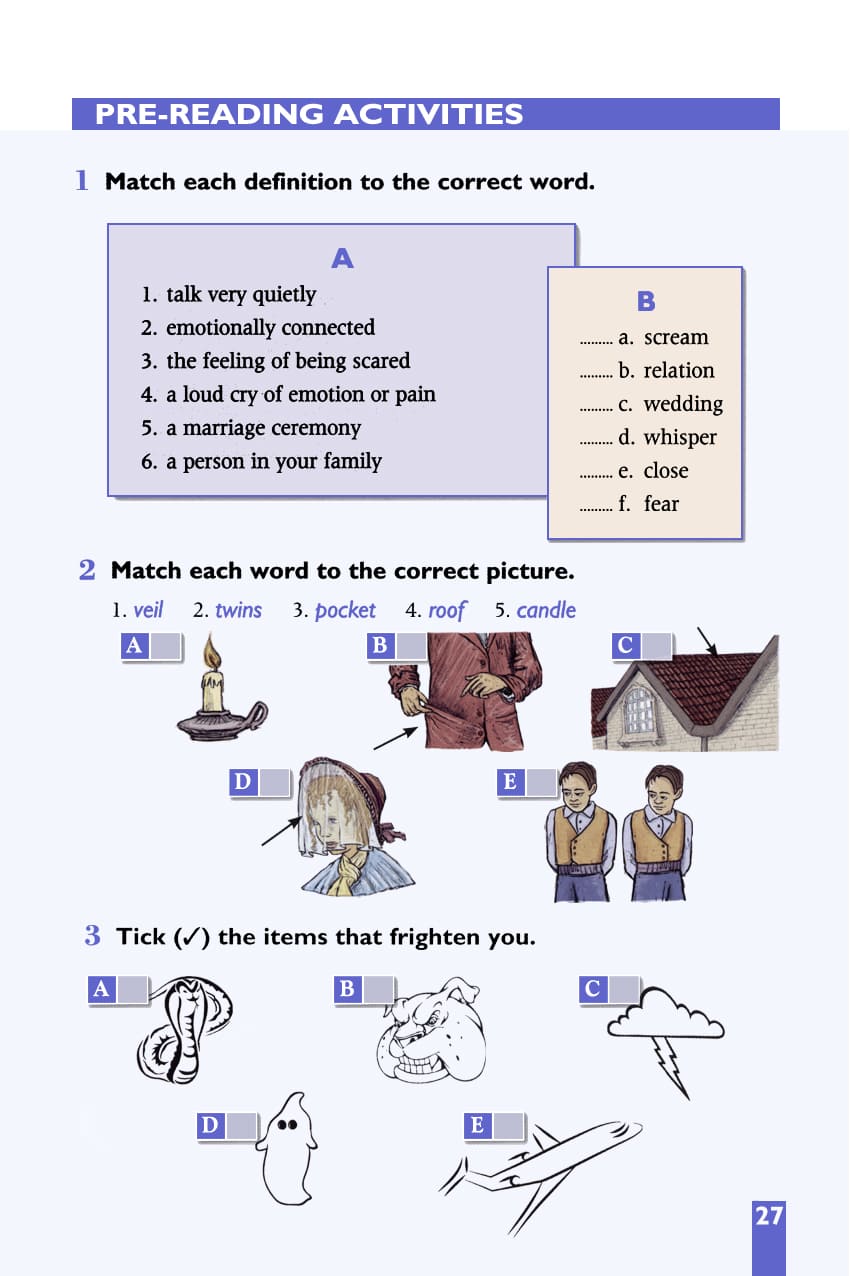 PRE-READING ACTIVITIES
1 Match each definition to the correct word.
A
1. talk very quietly
2. emotionally connected
3. the feeling of being scared
4. a loud cry of emotion or pain
5. a marriage ceremony
6. a person in your family
B
......... a. scream
......... b. relation
......... c. wedding
......... d. whisper
......... e. close
......... f. fear
2 Match each word to the correct picture.
1. veil 2. twins 3. pocket 4. roof 5. candle
A B C
D E
3 Tick (✓) the items that frighten you.
A B C
D E
27